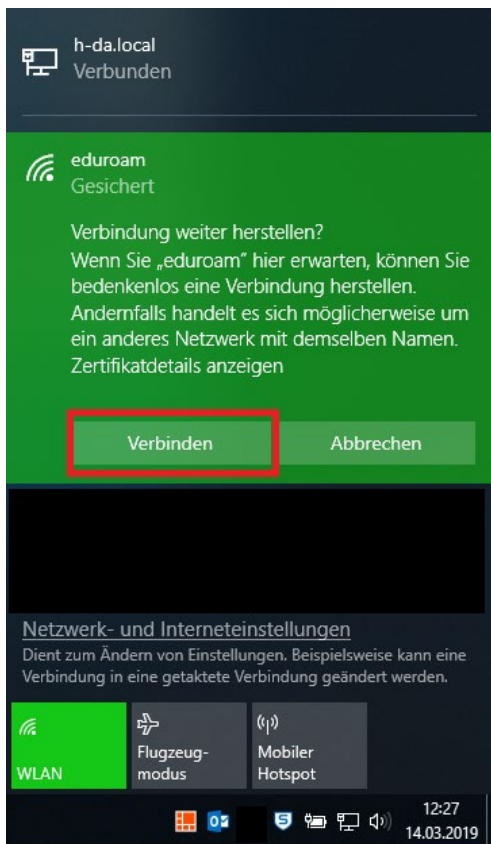 h-da.local
Verbunden
eduroam
Gesichert
Verbindung weiter herstellen?
Wenn Sie „eduroam" hier erwarten, können Sie
bedenkenlos eine Verbindung herstellen.
Andernfalls handelt es sich möglicherweise um
ein anderes Netzwerk mit demselben Namen.
Zertifikatdetails anzeigen
Verbinden
Abbrechen
Netzwerk- und Interneteinstellungen
Dient zum Ändern von Einstellungen. Beispielsweise kann eine
Verbindung in eine getaktete Verbindung geändert werden.
WLAN
Flugzeug-
modus
Mobiler
Hotspot
12:27
14.03.2019